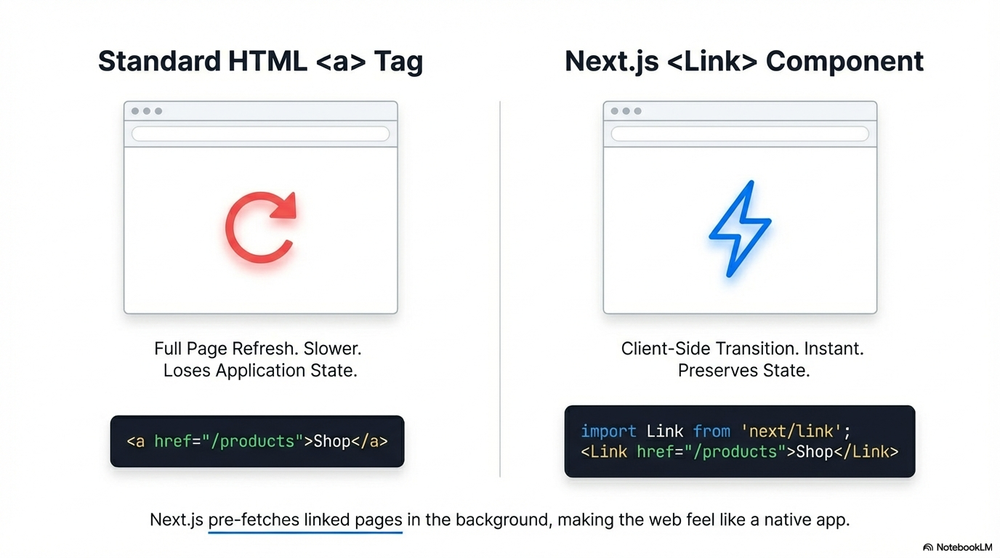 Standard HTML <a> Tag
Next.js <Link> Component
Full Page Refresh. Slower.
Loses Application State.
Client-Side Transition. Instant.
Preserves State.
<a href="/products">Shop</a>
import Link from 'next/link';
<Link href="/products">Shop</Link>
Next.js pre-fetches linked pages in the background, making the web feel like a native app.
NotebookLM